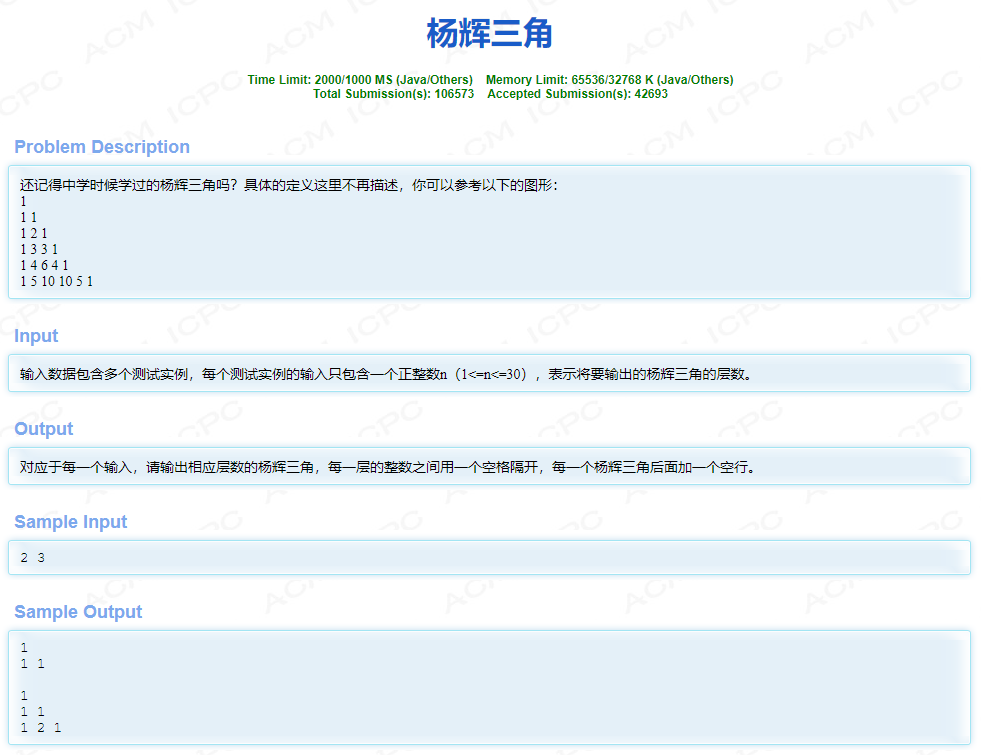 杨辉三角
Time Limit: 2000/1000 MS (Java/Others) Memory Limit: 65536/32768 K (Java/Others)
Total Submission(s): 106573 Accepted Submission(s): 42693
Problem Description
还记得中学时候学过的杨辉三角吗？具体的定义这里不再描述，你可以参考以下的图形：
1
1 1
1 2 1
1 3 3 1
1 4 6 4 1
1 5 10 10 5 1
Input
输入数据包含多个测试实例，每个测试实例的输入只包含一个正整数n（1<=n<=30），表示将要输出的杨辉三角的层数。
Output
对应于每一个输入，请输出相应层数的杨辉三角，每一层的整数之间用一个空格隔开，每一个杨辉三角后面加一个空行。
Sample Input
2 3
Sample Output
1
1 1
1
1 1
1 2 1